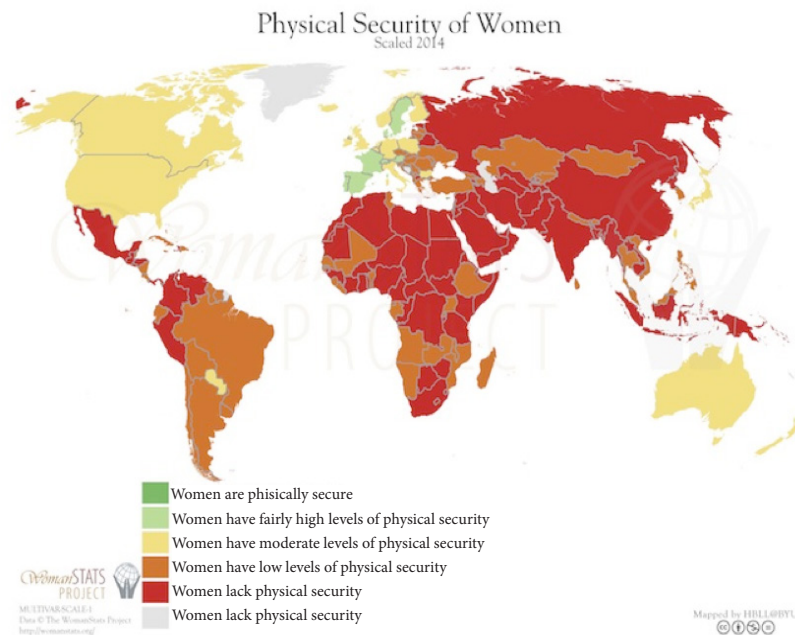 Physical Security of Women
Scaled 2014
WomanSTATS
PROJECT
Women are phisically secure
Women have fairly high levels of physical security
Women have moderate levels of physical security
Women have low levels of physical security
Women lack physical security
Women lack physical security
WomanSTATS
PROJECT
MULTIVARSCALE-1
Data © The WomanStats Project
http://womanstats.org/
Mapped by HBLL@BYU